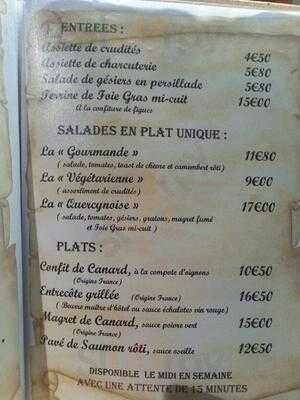 ENTREES :
Assiette de crudités 4€50
Assiette de charcuterie 5€80
Salade de gésiers en persillade 5€80
Terrine de Foie Gras mi-cuit 15€00
A la confiture de figues
SALADES EN PLAT UNIQUE :
La « Gourmande » 11€80
( salade, tomates, toast de chèvre et camembert rôti )
La « Végétarienne » 9€00
( assortiment de crudités )
La « Quercynoise » 17€00
( salade, tomates, gésiers, gratons, magret fumé
et Foie Gras mi-cuit )
PLATS :
Confit de Canard, à la compote d'oignons 10€50
(Origine France)
Entrecôte grillée (Origine France) 16€50
( Beurre maître d'hôtel ou sauce échalotes vin rouge)
Magret de Canard, sauce poivre vert 15€00
(Origine France)
Pavé de Saumon rôti, sauce oseille 12€50
DISPONIBLE LE MIDI EN SEMAINE
AVEC UNE ATTENTE DE 15 MINUTES